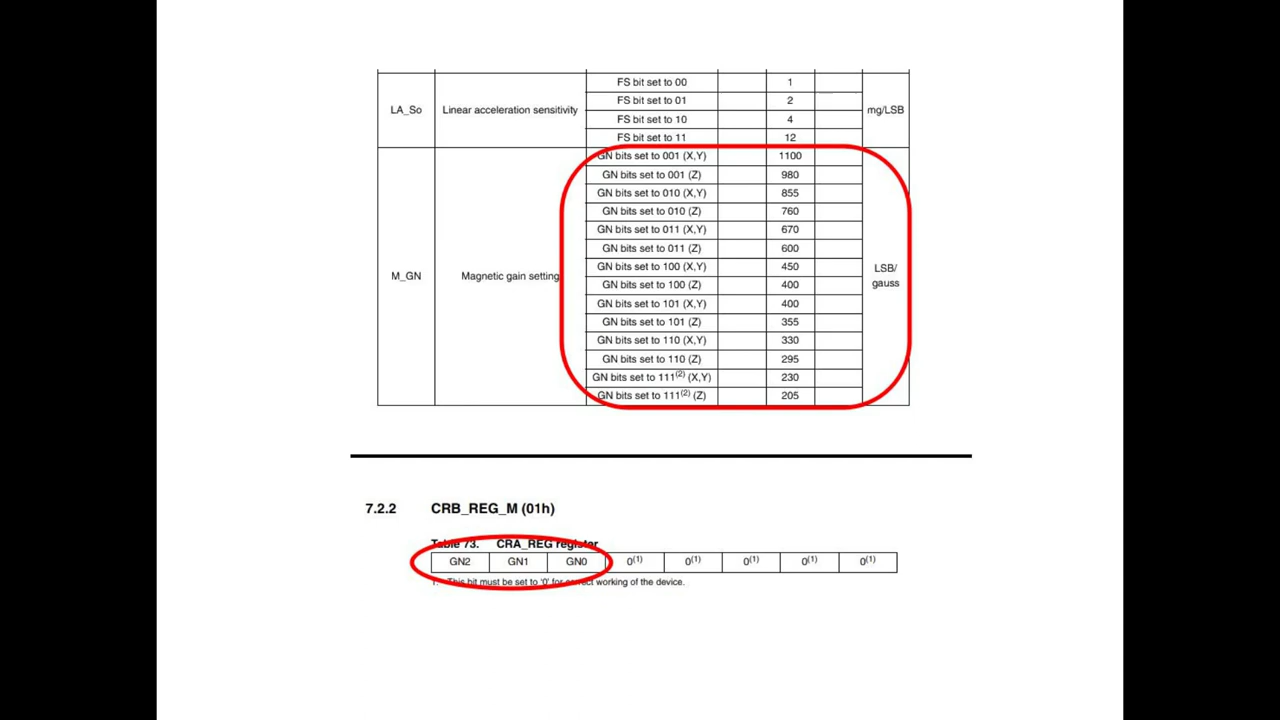 FS bit set to 00 1
FS bit set to 01 2
LA_So Linear acceleration sensitivity mg/LSB
FS bit set to 10 4
FS bit set to 11 12
GN bits set to 001 (X,Y) 1100
GN bits set to 001 (Z) 980
GN bits set to 010 (X,Y) 855
GN bits set to 010 (Z) 760
GN bits set to 011 (X,Y) 670
GN bits set to 011 (Z) 600
GN bits set to 100 (X,Y) 450
M_GN Magnetic gain setting LSB/
gauss
GN bits set to 100 (Z) 400
GN bits set to 101 (X,Y) 400
GN bits set to 101 (Z) 355
GN bits set to 110 (X,Y) 330
GN bits set to 110 (Z) 295
GN bits set to 111(2) (X,Y) 230
GN bits set to 111(2) (Z) 205
7.2.2 CRB_REG_M (01h)
Table 73. CRA_REG register
GN2 GN1 GN0 0(1) 0(1) 0(1) 0(1) 0(1)
1. This bit must be set to '0' for correct working of the device.